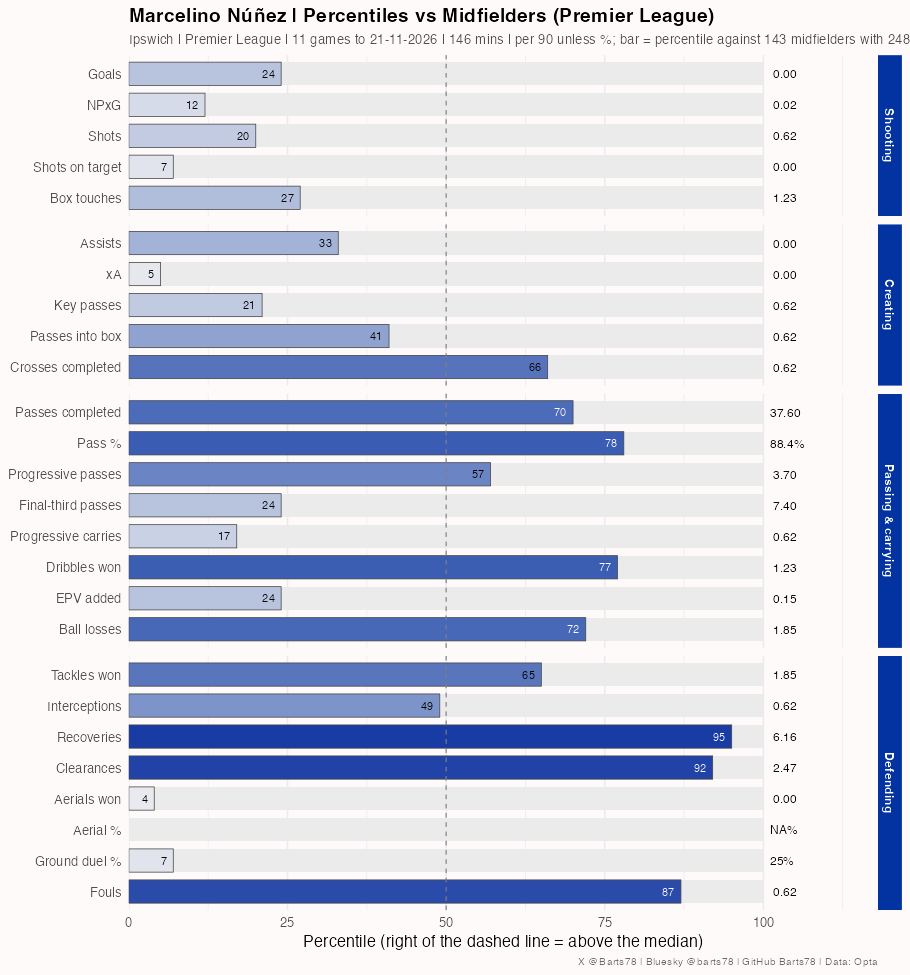 Marcelino Núñez | Percentiles vs Midfielders (Premier League)
Ipswich | Premier League | 11 games to 21-11-2026 | 146 mins | per 90 unless %; bar = percentile against 143 midfielders with 248
Goals 24 0.00
NPxG 12 0.02
Shots 20 0.62
Shots on target 7 0.00
Box touches 27 1.23
Shooting
Assists 33 0.00
xA 5 0.00
Key passes 21 0.62
Passes into box 41 0.62
Crosses completed 66 0.62
Creating
Passes completed 70 37.60
Pass % 78 88.4%
Progressive passes 57 3.70
Final-third passes 24 7.40
Progressive carries 17 0.62
Dribbles won 77 1.23
EPV added 24 0.15
Ball losses 72 1.85
Passing & carrying
Tackles won 65 1.85
Interceptions 49 0.62
Recoveries 95 6.16
Clearances 92 2.47
Aerials won 4 0.00
Aerial % NA%
Ground duel % 7 25%
Fouls 87 0.62
Defending
0 25 50 75 100
Percentile (right of the dashed line = above the median)
X @Barts78 | Bluesky @barts78 | GitHub Barts78 | Data: Opta